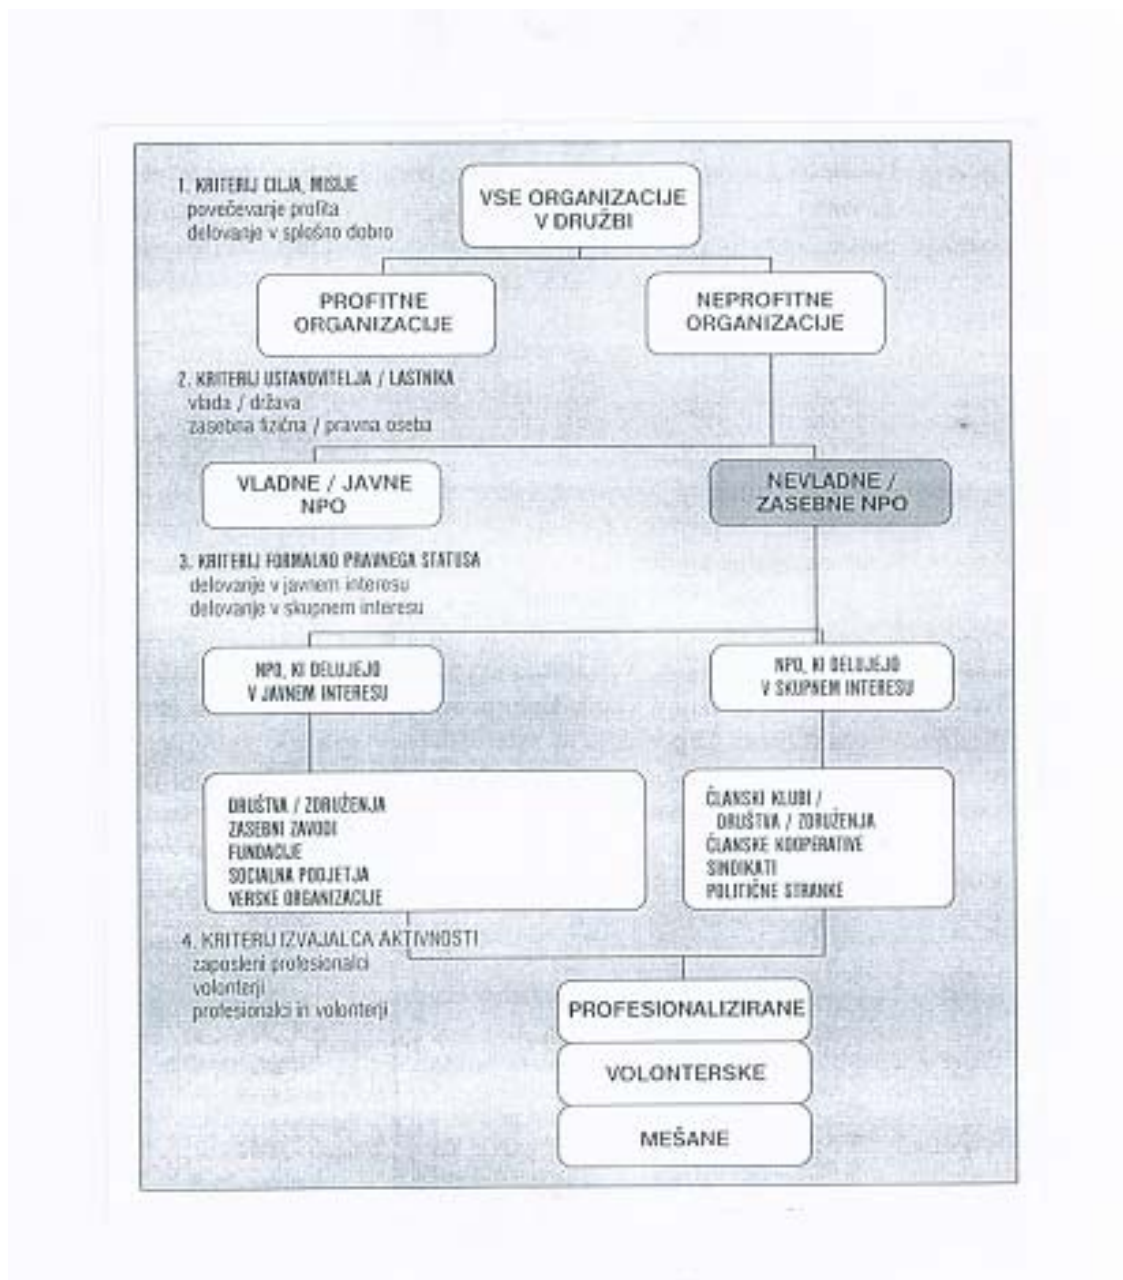 1. KRITERIJ CILJA, MISIJE
povečevanje profita
delovanje v splošno dobro
VSE ORGANIZACIJE
V DRUŽBI
PROFITNE
ORGANIZACIJE
NEPROFITNE
ORGANIZACIJE
2. KRITERIJ USTANOVITELJA / LASTNIKA
vlada / država
zasebna fizična / pravna oseba
VLADNE / JAVNE
NPO
NEVLADNE /
ZASEBNE NPO
3. KRITERIJ FORMALNO PRAVNEGA STATUSA
delovanje v javnem interesu
delovanje v skupnem interesu
NPO, KI DELUJEJO
V JAVNEM INTERESU
NPO, KI DELUJEJO
V SKUPNEM INTERESU
DRUŠTVA / ZDRUŽENJA
ZASEBNI ZAVODI
FUNDACIJE
SOCIALNA PODJETJA
VERSKE ORGANIZACIJE
ČLANSKI KLUBI /
DRUŠTVA / ZDRUŽENJA
ČLANSKE KOOPERATIVE
SINDIKATI
POLITIČNE STRANKE
4. KRITERIJ IZVAJALCA AKTIVNOSTI
zaposleni profesionalci
volonterji
profesionalci in volonterji
PROFESIONALIZIRANE
VOLONTERSKE
MEŠANE